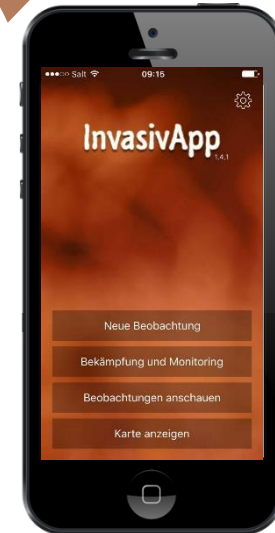 Salt 09:15
InvasivApp
1.4.1
Neue Beobachtung
Bekämpfung und Monitoring
Beobachtungen anschauen
Karte anzeigen